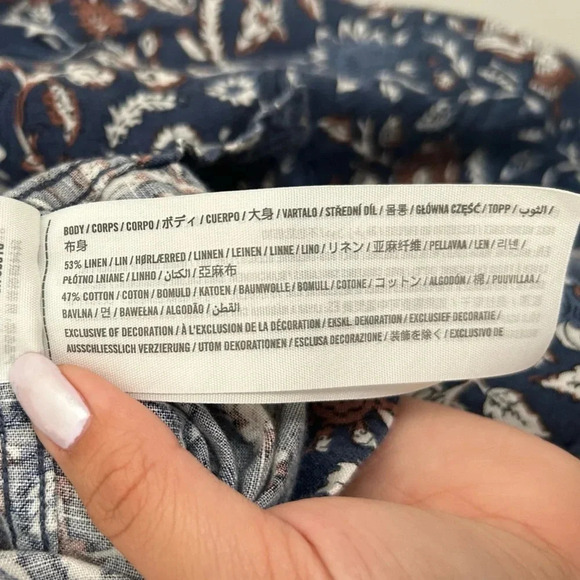 BODY / CORPS / CORPO / ボディ / CUERPO / 大身 / VARTALO / STŘEDNÍ DÍL / 몸통 / GŁÓWNA CZĘŚĆ / TOPP / الثوب /
布身
53% LINEN / LIN / HØRLÆRRED / LINNEN / LEINEN / LINNE / LINO / リネン / 亚麻纤维 / PELLAVAA / LEN / 리넨 /
PŁÓTNO LNIANE / LINHO / الكتان / 亞麻布
47% COTTON / COTON / BOMULD / KATOEN / BAUMWOLLE / BOMULL / COTONE / コットン / ALGODÓN / 棉 / PUUVILLAA /
BAVLNA / 면 / BAWEŁNA / ALGODÃO / القطن
EXCLUSIVE OF DECORATION / À L'EXCLUSION DE LA DÉCORATION / EKSKL. DEKORATION / EXCLUSIEF DECORATIE /
AUSSCHLIESSLICH VERZIERUNG / UTOM DEKORATIONEN / ESCLUSA DECORAZIONE / 装飾を除く / EXCLUSIVO DE